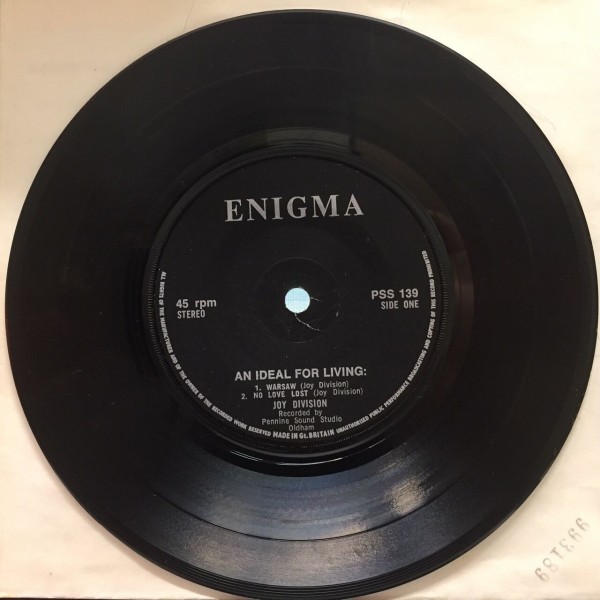 ENIGMA
45 rpm
STEREO
PSS 139
SIDE ONE
AN IDEAL FOR LIVING:
1. WARSAW (Joy Division)
2. NO LOVE LOST (Joy Division)
JOY DIVISION
Recorded by
Pennine Sound Studio
Oldham
ALL RIGHTS OF THE MANUFACTURER AND OF THE OWNER OF THE RECORDED WORK RESERVED MADE IN Gt. BRITAIN UNAUTHORISED PUBLIC PERFORMANCE BROADCASTING AND COPYING OF THIS RECORD PROHIBITED